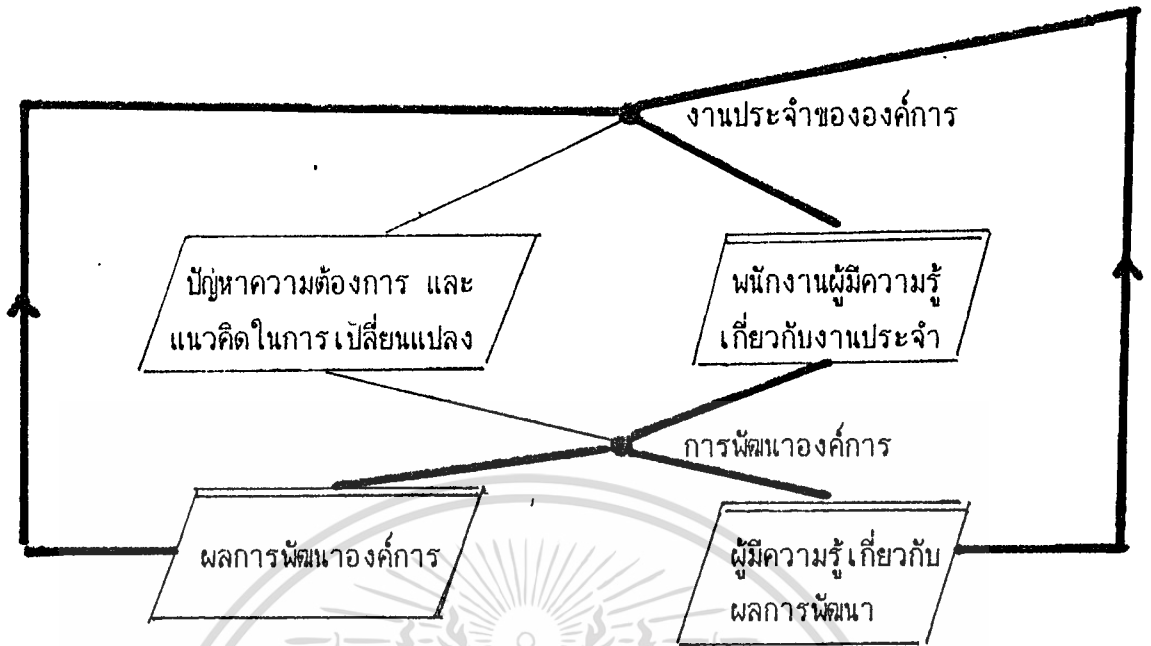 งานประจำขององค์การ
ปัญหาความต้องการ และ
แนวคิดในการเปลี่ยนแปลง
พนักงานผู้มีความรู้
เกี่ยวกับงานประจำ
การพัฒนาองค์การ
ผลการพัฒนาองค์การ
ผู้มีความรู้เกี่ยวกับ
ผลการพัฒนา